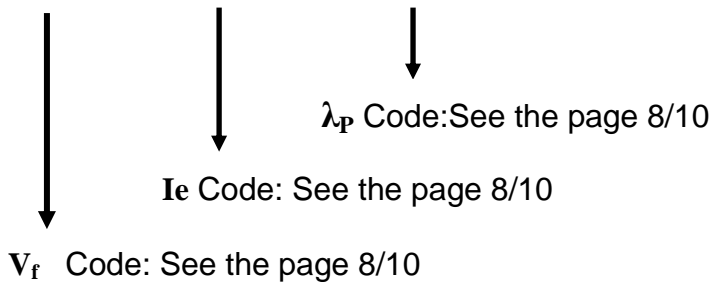 λP Code:See the page 8/10
Ie Code: See the page 8/10
Vf Code: See the page 8/10